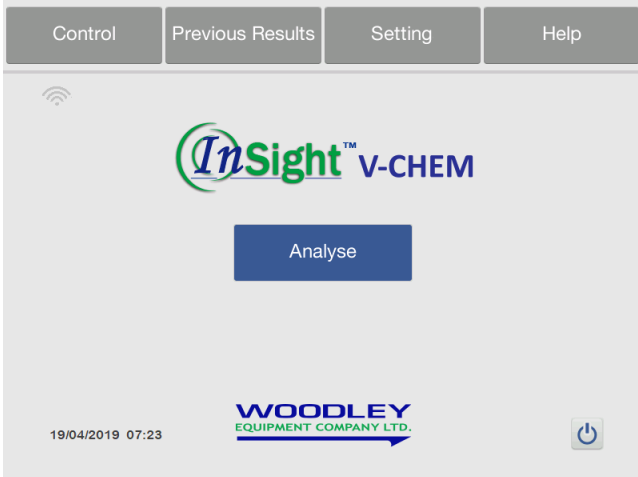 Control Previous Results Setting Help
InSight™ V-CHEM
Analyse
WOODLEY
EQUIPMENT COMPANY LTD.
19/04/2019 07:23